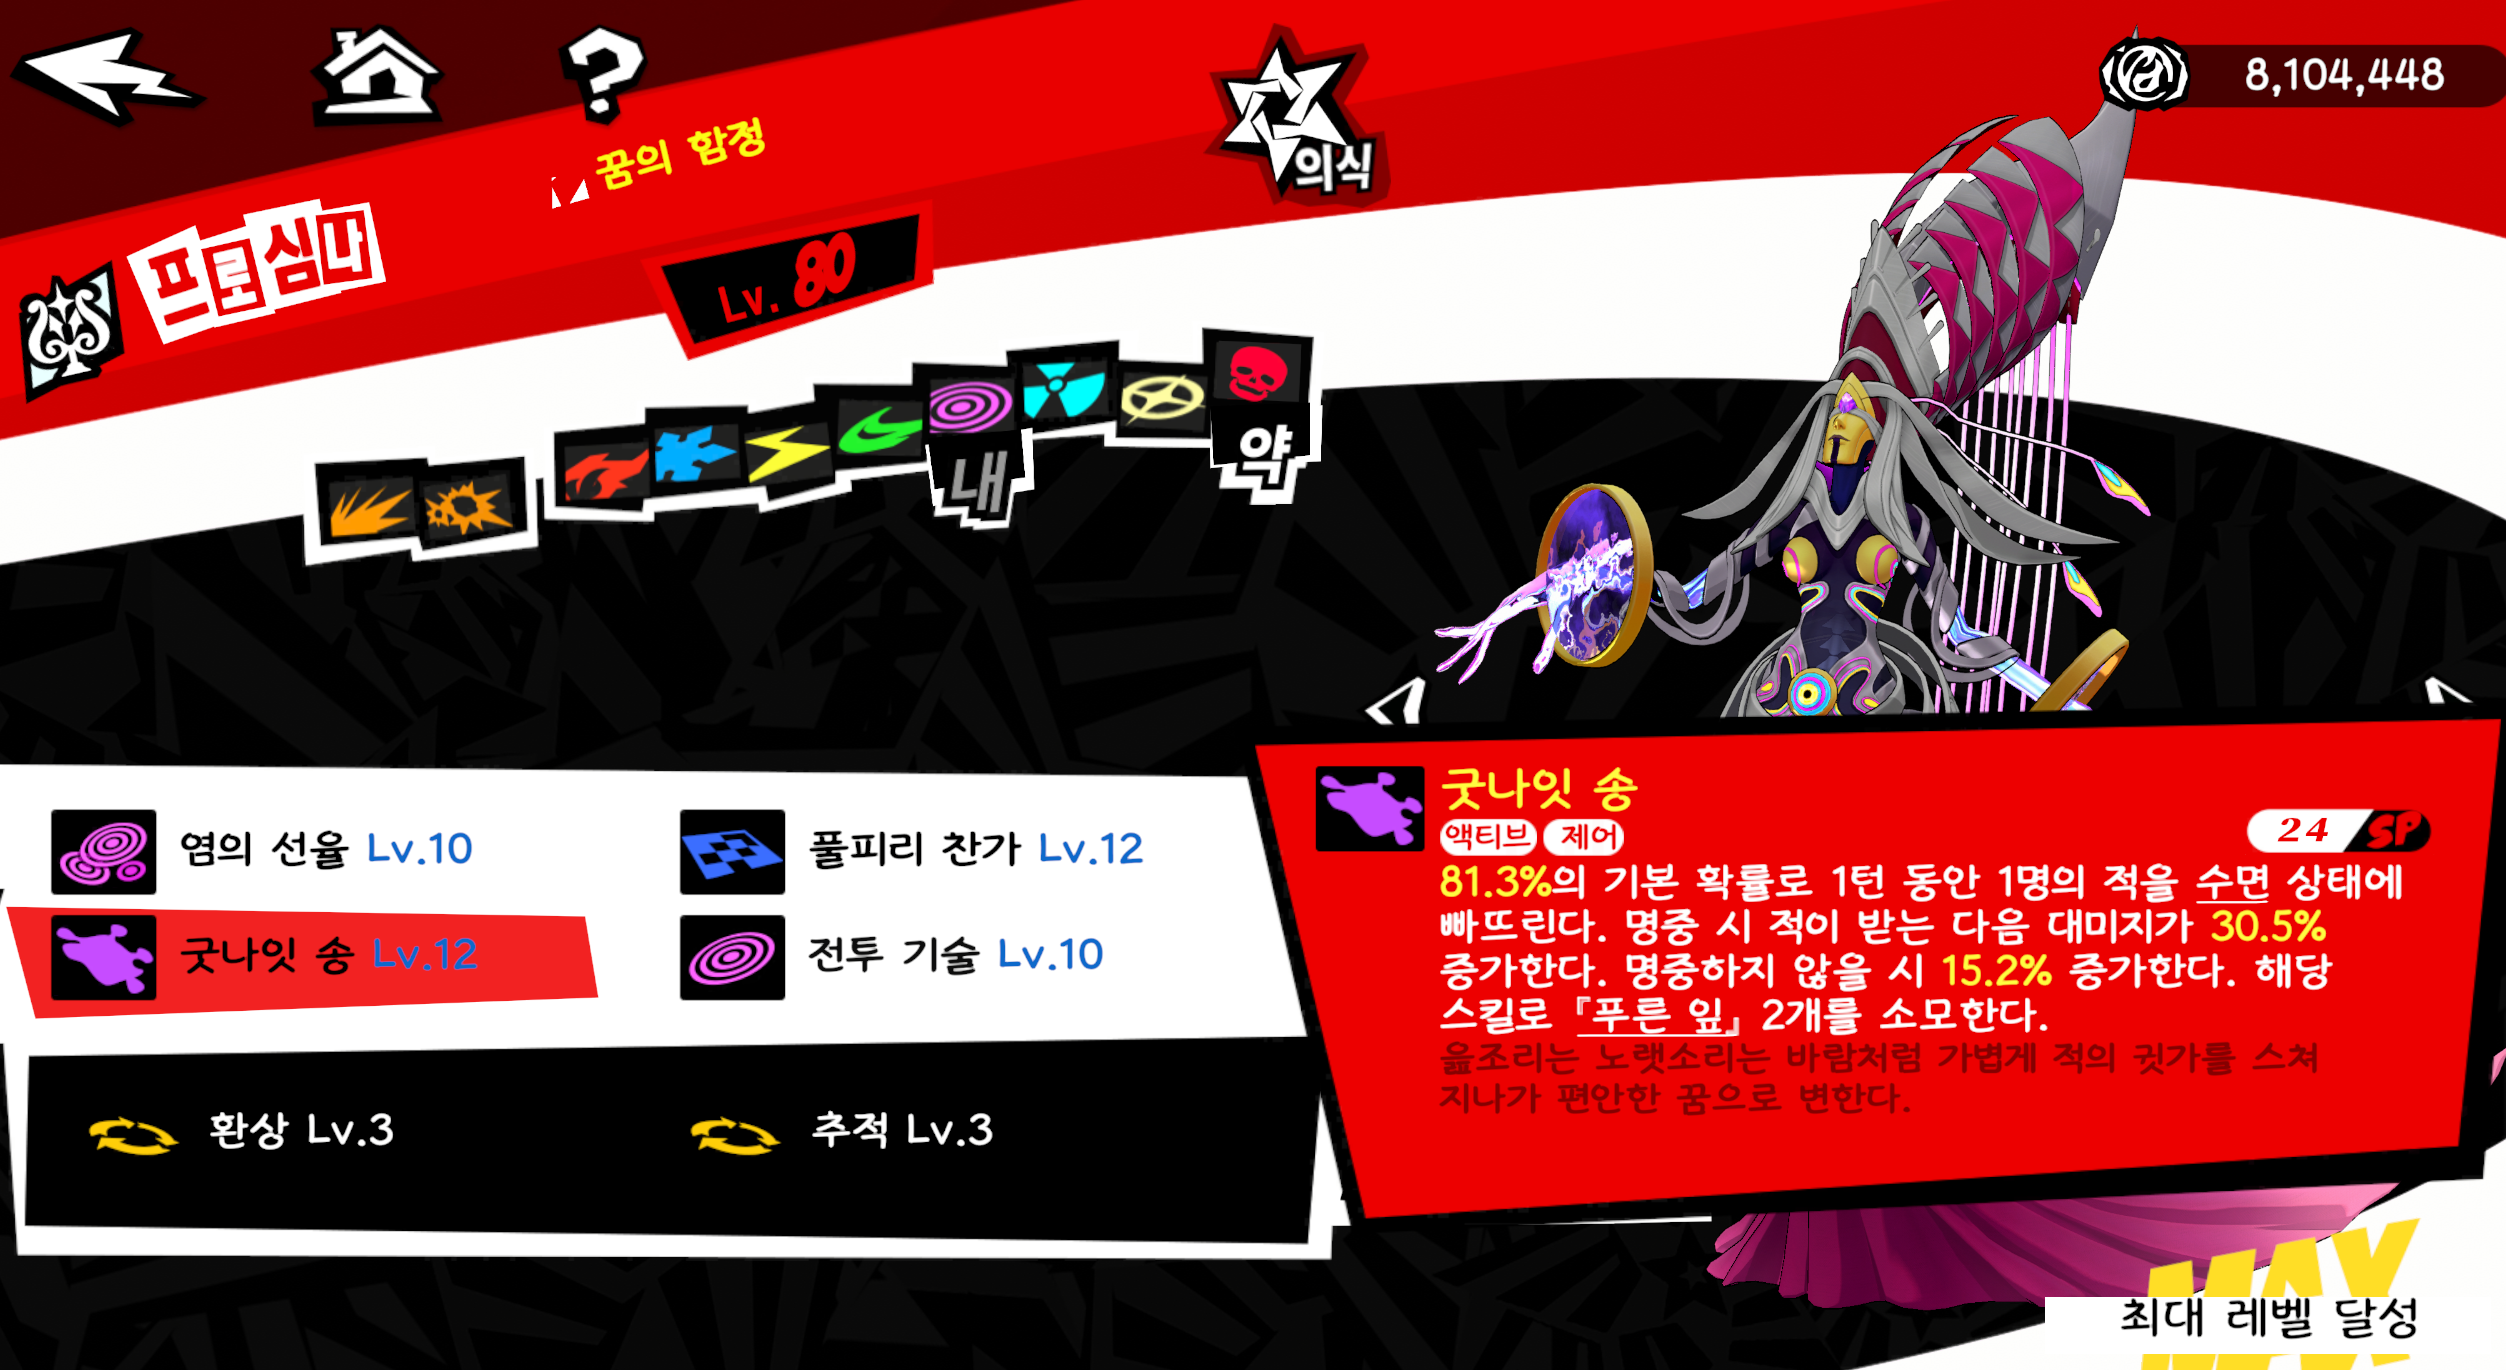 8,104,448
꿈의 함정
의식
프로심나
Lv. 80
내
약
염의 선율 Lv.10
풀피리 찬가 Lv.12
굿나잇 송 Lv.12
전투 기술 Lv.10
환상 Lv.3
추적 Lv.3
굿나잇 송
액티브 제어
24 SP
81.3%의 기본 확률로 1턴 동안 1명의 적을 수면 상태에
빠뜨린다. 명중 시 적이 받는 다음 대미지가 30.5%
증가한다. 명중하지 않을 시 15.2% 증가한다. 해당
스킬로 『푸른 잎』 2개를 소모한다.
읊조리는 노랫소리는 바람처럼 가볍게 적의 귓가를 스쳐
지나가 편안한 꿈으로 변한다.
MAX
최대 레벨 달성